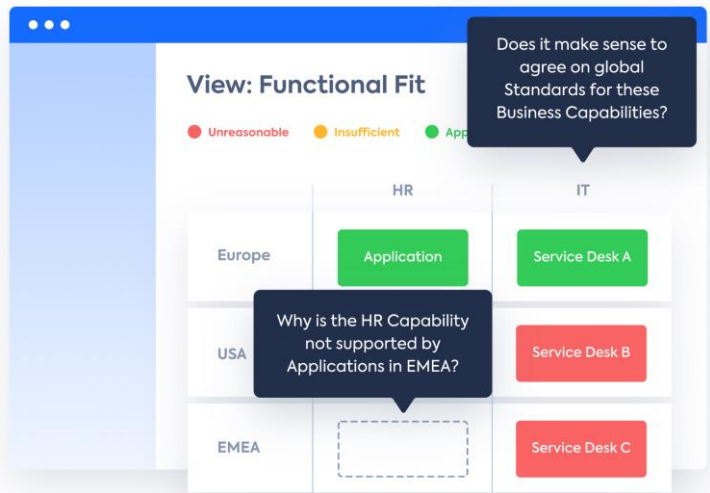 Does it make sense to
agree on global
Standards for these
Business Capabilities?
View: Functional Fit
Unreasonable
Insufficient
HR
IT
Europe
Application
Service Desk A
Why is the HR Capability
not supported by
Applications in EMEA?
USA
Service Desk B
EMEA
Service Desk C